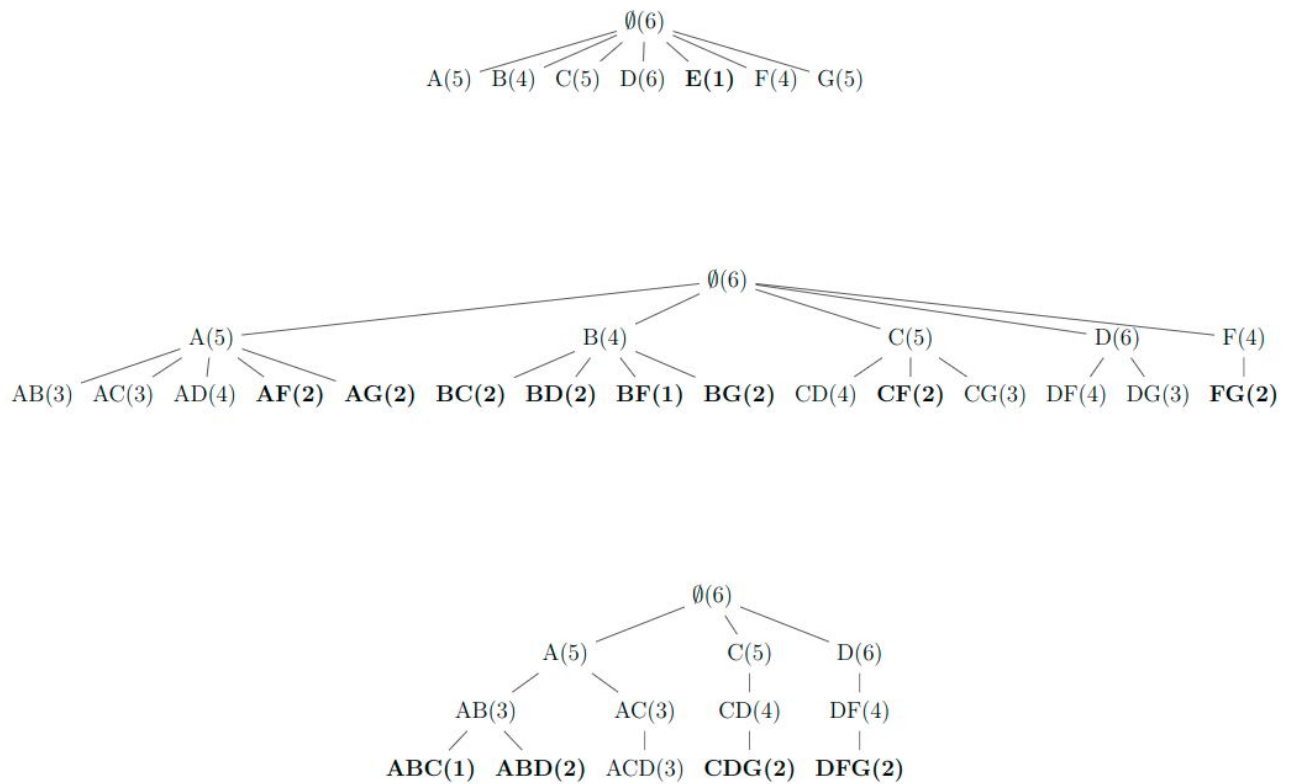 ∅(6)
A(5) B(4) C(5) D(6) E(1) F(4) G(5)
∅(6)
A(5) B(4) C(5) D(6) F(4)
AB(3) AC(3) AD(4) AF(2) AG(2) BC(2) BD(2) BF(1) BG(2) CD(4) CF(2) CG(3) DF(4) DG(3) FG(2)
∅(6)
A(5) C(5) D(6)
AB(3) AC(3) CD(4) DF(4)
ABC(1) ABD(2) ACD(3) CDG(2) DFG(2)